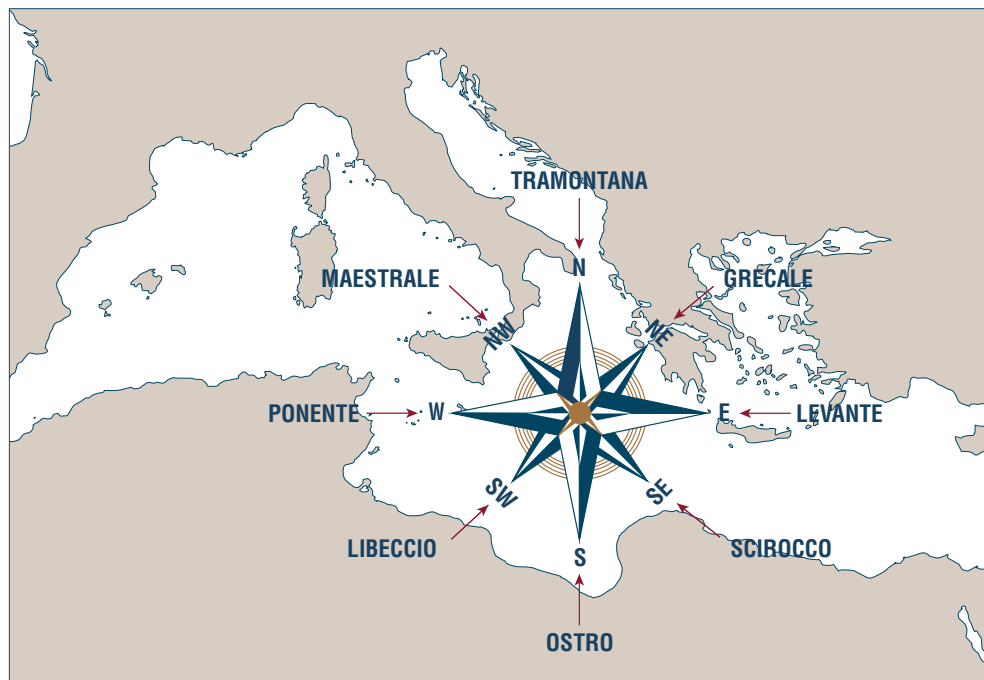 TRAMONTANA
N
MAESTRALE
GRECALE
NW
NE
PONENTE
W
E
LEVANTE
SW
SE
LIBECCIO
SCIROCCO
S
OSTRO